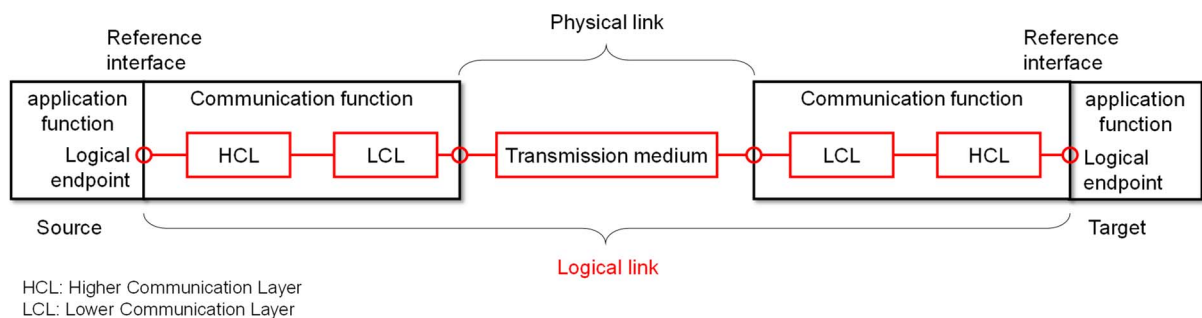 Physical link
Reference
interface
Reference
interface
application
function
Communication function
Communication function
application
function
Logical
endpoint
HCL
LCL
Transmission medium
LCL
HCL
Logical
endpoint
Source
Target
Logical link
HCL: Higher Communication Layer
LCL: Lower Communication Layer